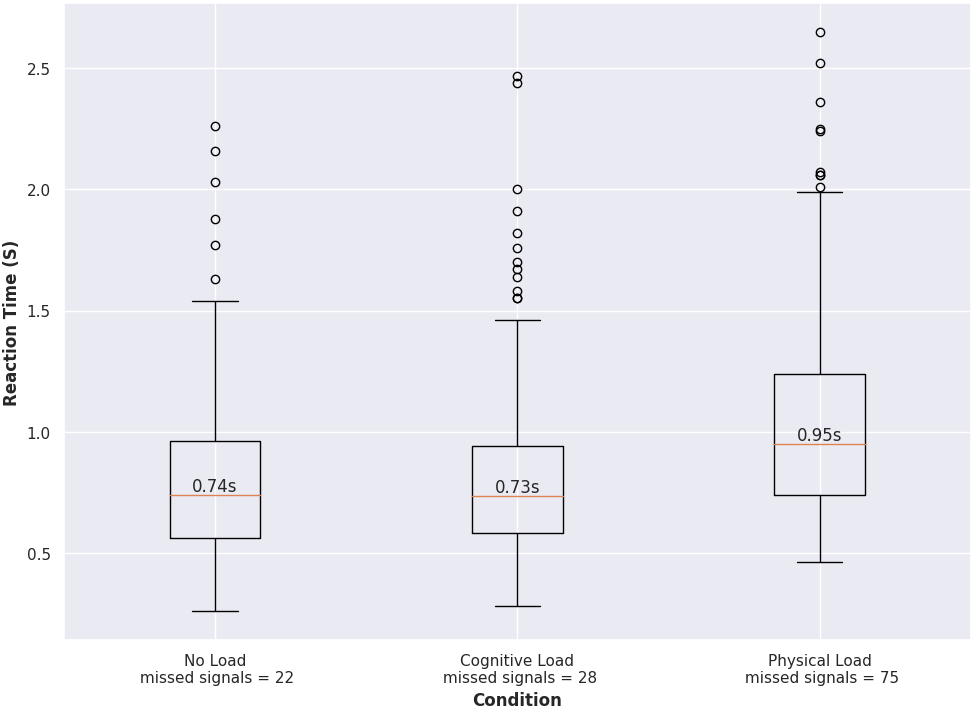 2.5
2.0
1.5
1.0
0.5
Reaction Time (S)
0.74s
0.73s
0.95s
No Load
missed signals = 22
Cognitive Load
missed signals = 28
Physical Load
missed signals = 75
Condition